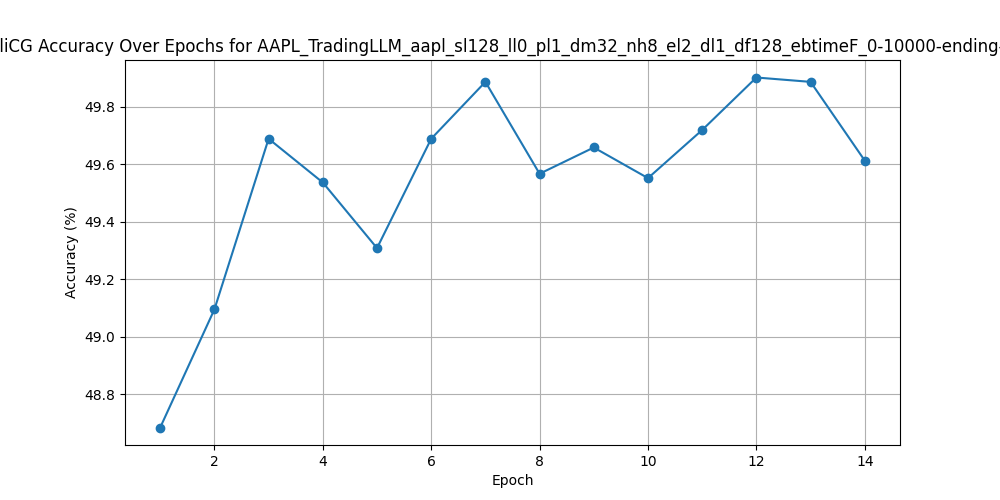 liCG Accuracy Over Epochs for AAPL_TradingLLM_aapl_sl128_ll0_pl1_dm32_nh8_el2_dl1_df128_ebtimeF_0-10000-ending-
49.8
49.6
49.4
49.2
49.0
48.8
Accuracy (%)
2 4 6 8 10 12 14
Epoch